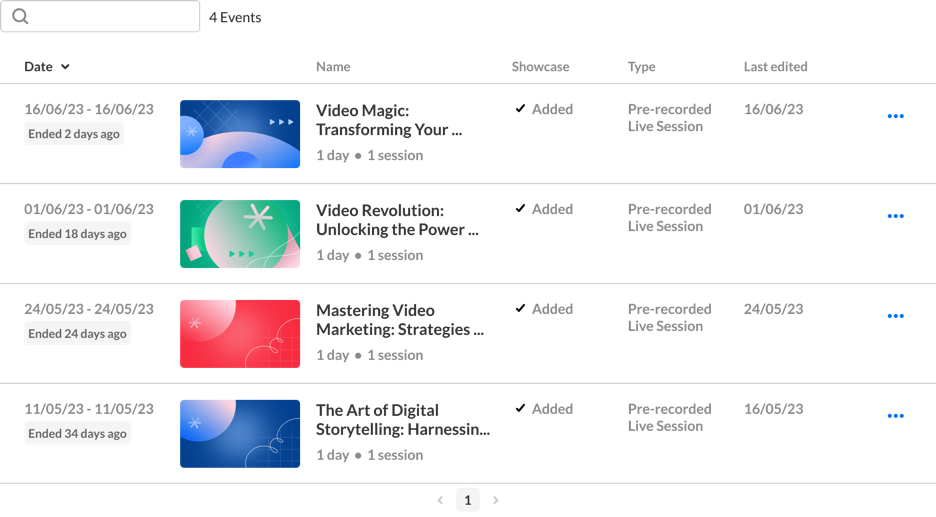 4 Events
Date Name Showcase Type Last edited
16/06/23 - 16/06/23
Ended 2 days ago
Video Magic:
Transforming Your ...
1 day • 1 session
Added
Pre-recorded
Live Session
16/06/23
01/06/23 - 01/06/23
Ended 18 days ago
Video Revolution:
Unlocking the Power ...
1 day • 1 session
Added
Pre-recorded
Live Session
01/06/23
24/05/23 - 24/05/23
Ended 24 days ago
Mastering Video
Marketing: Strategies ...
1 day • 1 session
Added
Pre-recorded
Live Session
24/05/23
11/05/23 - 11/05/23
Ended 34 days ago
The Art of Digital
Storytelling: Harnessin...
1 day • 1 session
Added
Pre-recorded
Live Session
16/05/23
1